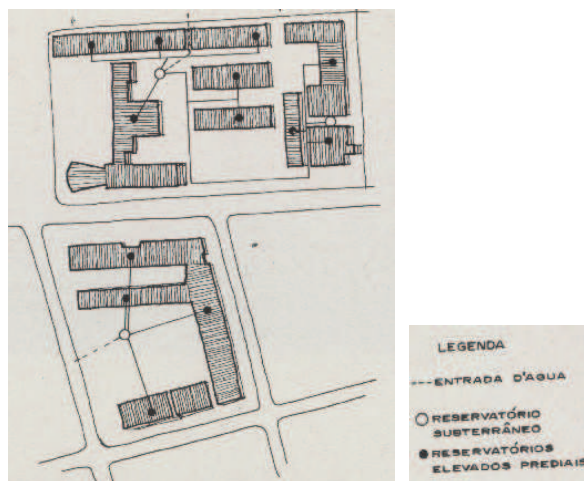 LEGENDA
ENTRADA D'AGUA
RESERVATÓRIO
SUBTERRÂNEO
RESERVATÓRIOS
ELEVADOS PREDIAIS